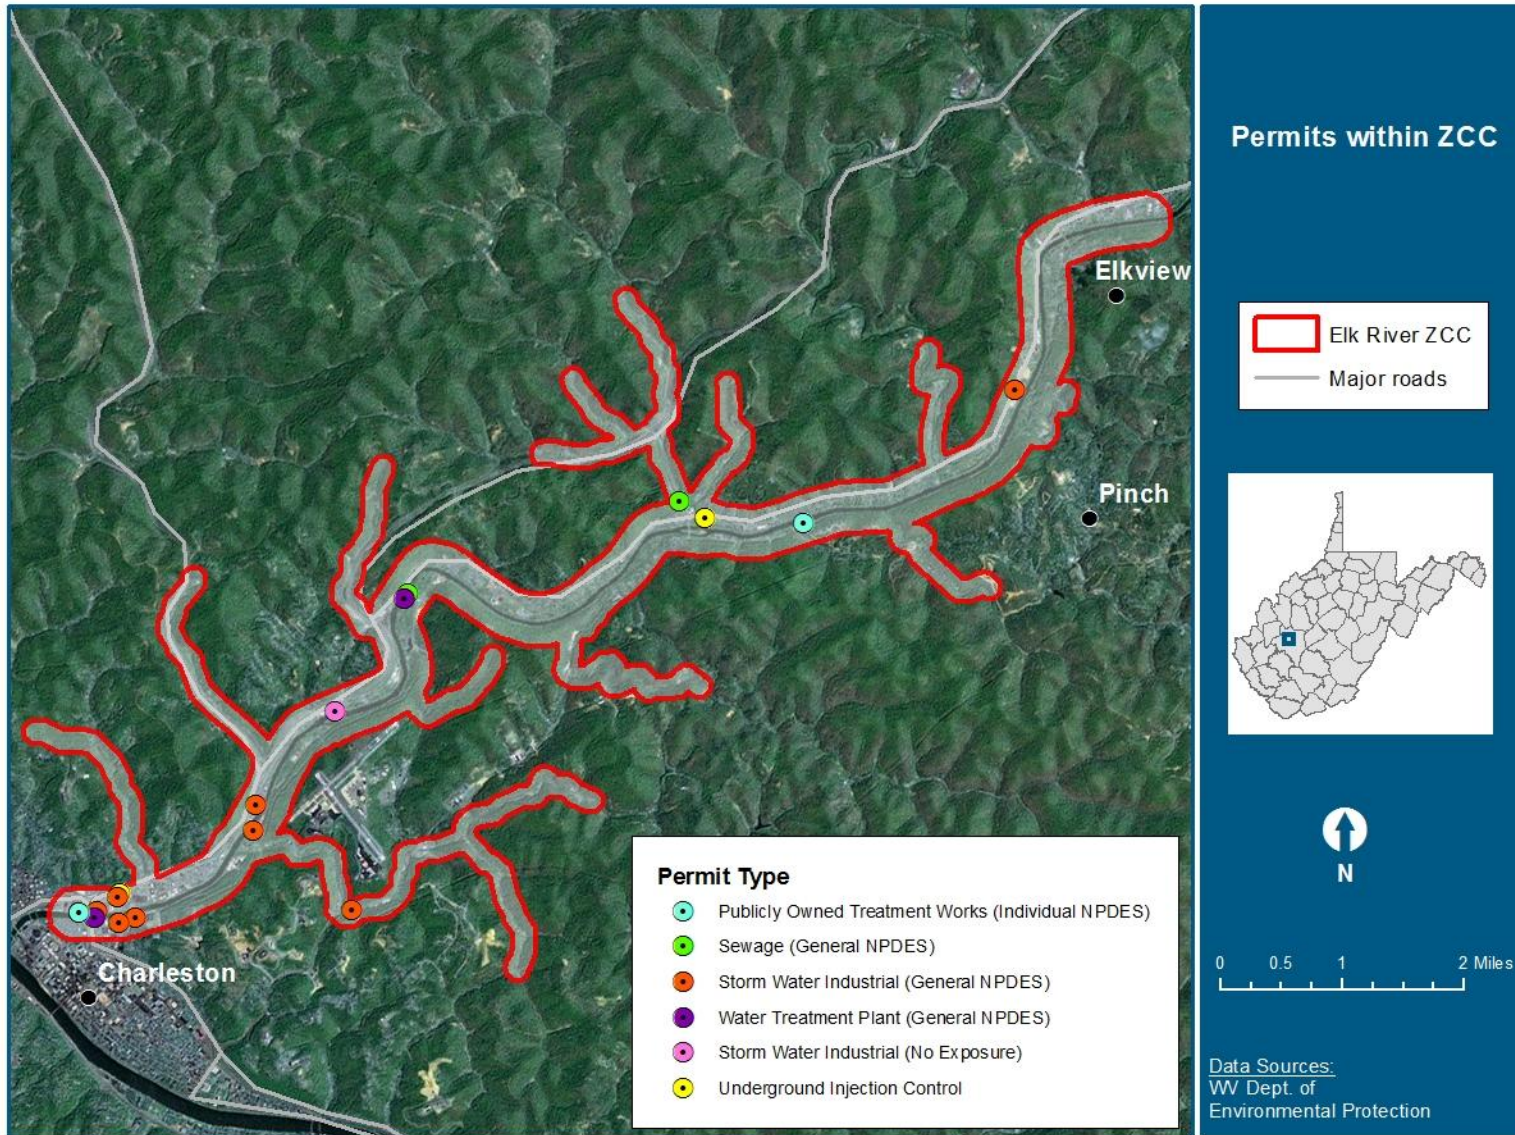 Permits within ZCC
Elkview
Elk River ZCC
Major roads
Pinch
Charleston
Permit Type
Publicly Owned Treatment Works (Individual NPDES)
Sewage (General NPDES)
Storm Water Industrial (General NPDES)
Water Treatment Plant (General NPDES)
Storm Water Industrial (No Exposure)
Underground Injection Control
N
0 0.5 1 2 Miles
Data Sources:
WV Dept. of
Environmental Protection